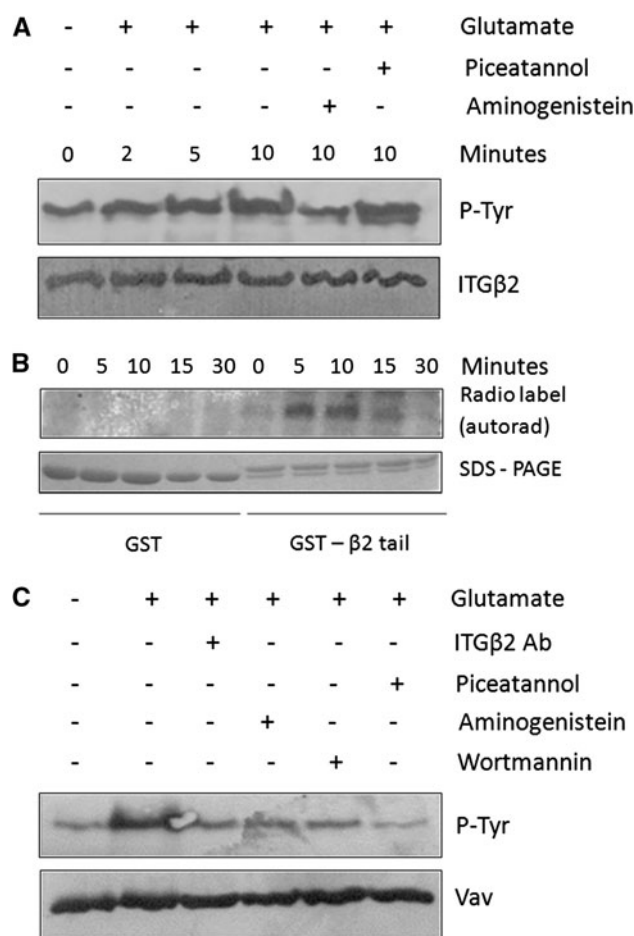 A - + + + + + Glutamate
- - - - - + Piceatannol
- - - - + - Aminogenistein
0 2 5 10 10 10 Minutes
P-Tyr
ITGβ2
B 0 5 10 15 30 0 5 10 15 30 Minutes
Radio label
(autorad)
SDS - PAGE
GST GST – β2 tail
C - + + + + + Glutamate
- - + - - - ITGβ2 Ab
- - - - - + Piceatannol
- - - + - - Aminogenistein
- - - - + - Wortmannin
P-Tyr
Vav